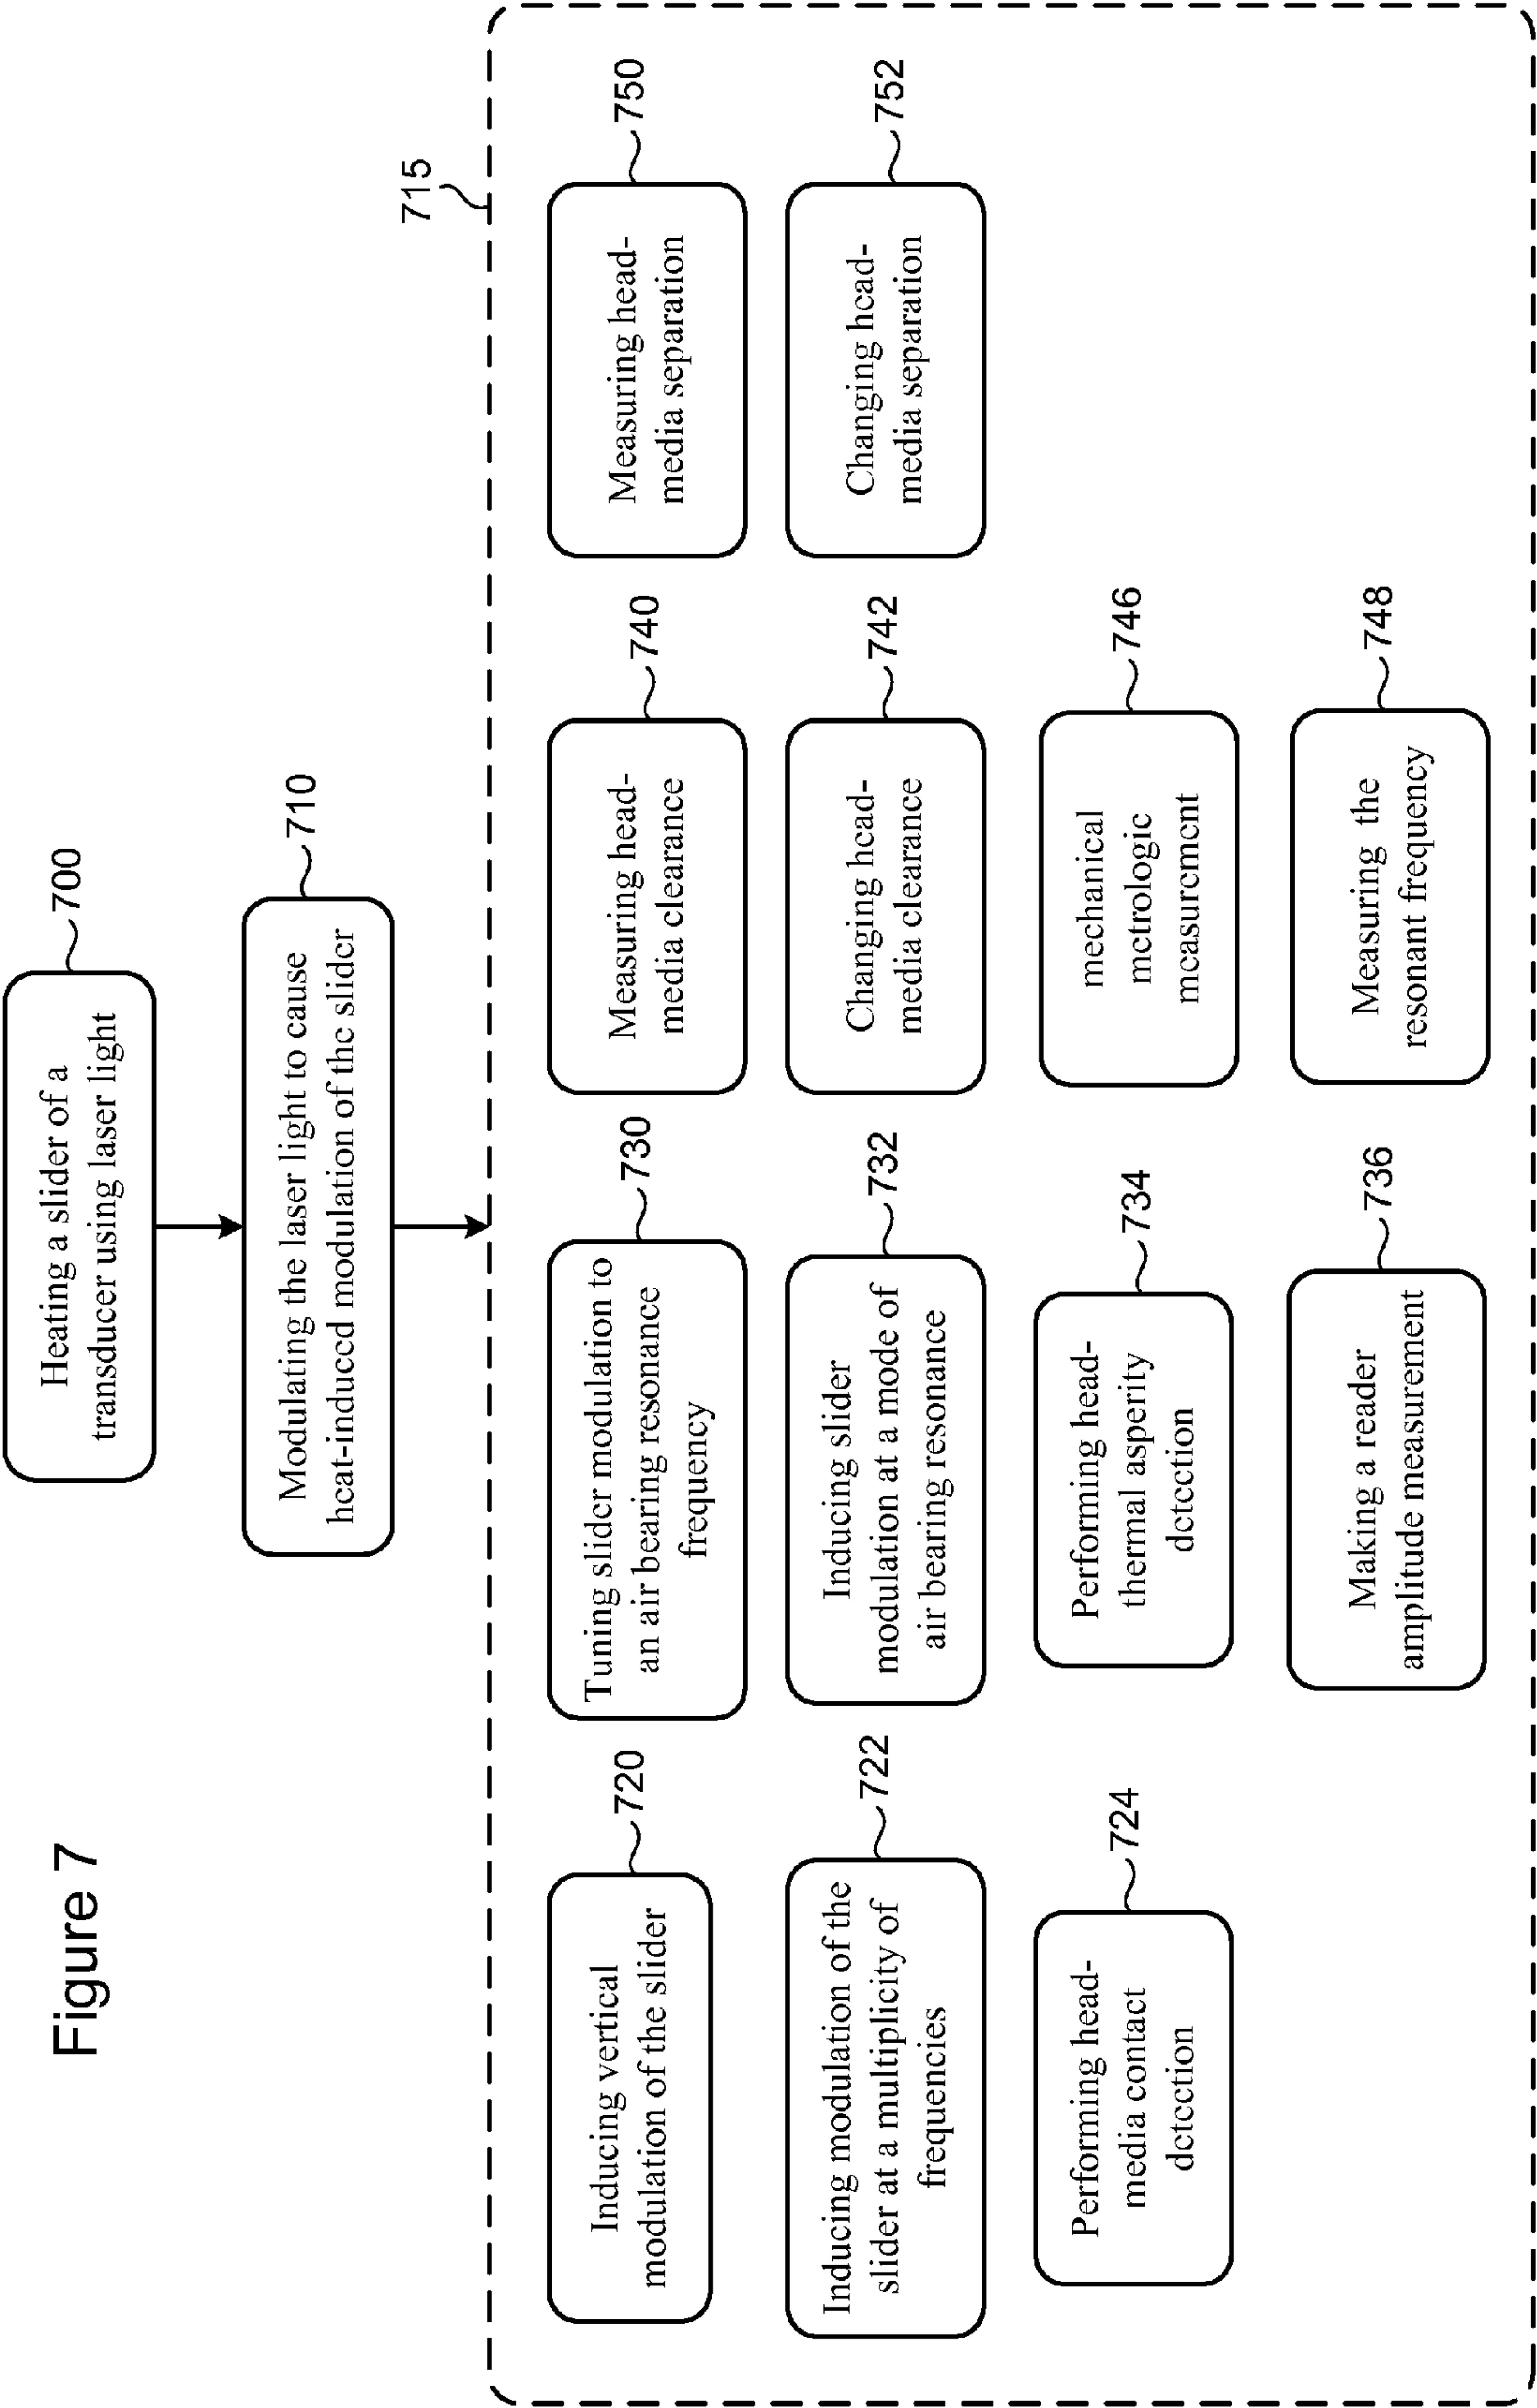 Figure 7
Heating a slider of a
transducer using laser light
700
Modulating the laser light to cause
heat-induced modulation of the slider
710
715
Inducing vertical
modulation of the slider
720
Inducing modulation of the
slider at a multiplicity of
frequencies
722
Performing head-
media contact
detection
724
Tuning slider modulation to
an air bearing resonance
frequency
730
Inducing slider
modulation at a mode of
air bearing resonance
732
Performing head-
thermal asperity
detection
734
Making a reader
amplitude measurement
736
Measuring head-
media clearance
740
Changing head-
media clearance
742
mechanical
metrologic
measurement
746
Measuring the
resonant frequency
748
Measuring head-
media separation
750
Changing head-
media separation
752